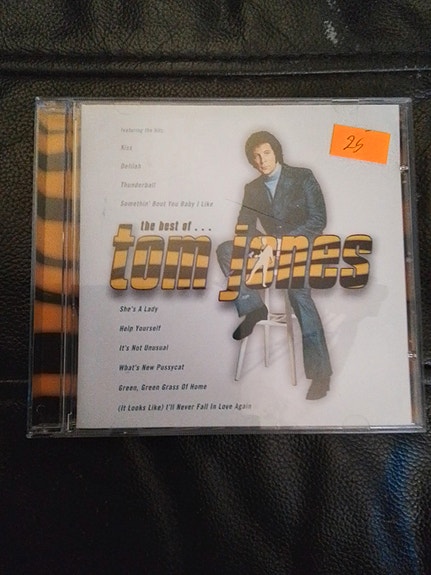 featuring the hits:
Kiss
Delilah
Thunderball
Somethin' Bout You Baby I Like
25
the best of . . .
tom jones
She's A Lady
Help Yourself
It's Not Unusual
What's New Pussycat
Green, Green Grass Of Home
(It Looks Like) I'll Never Fall In Love Again